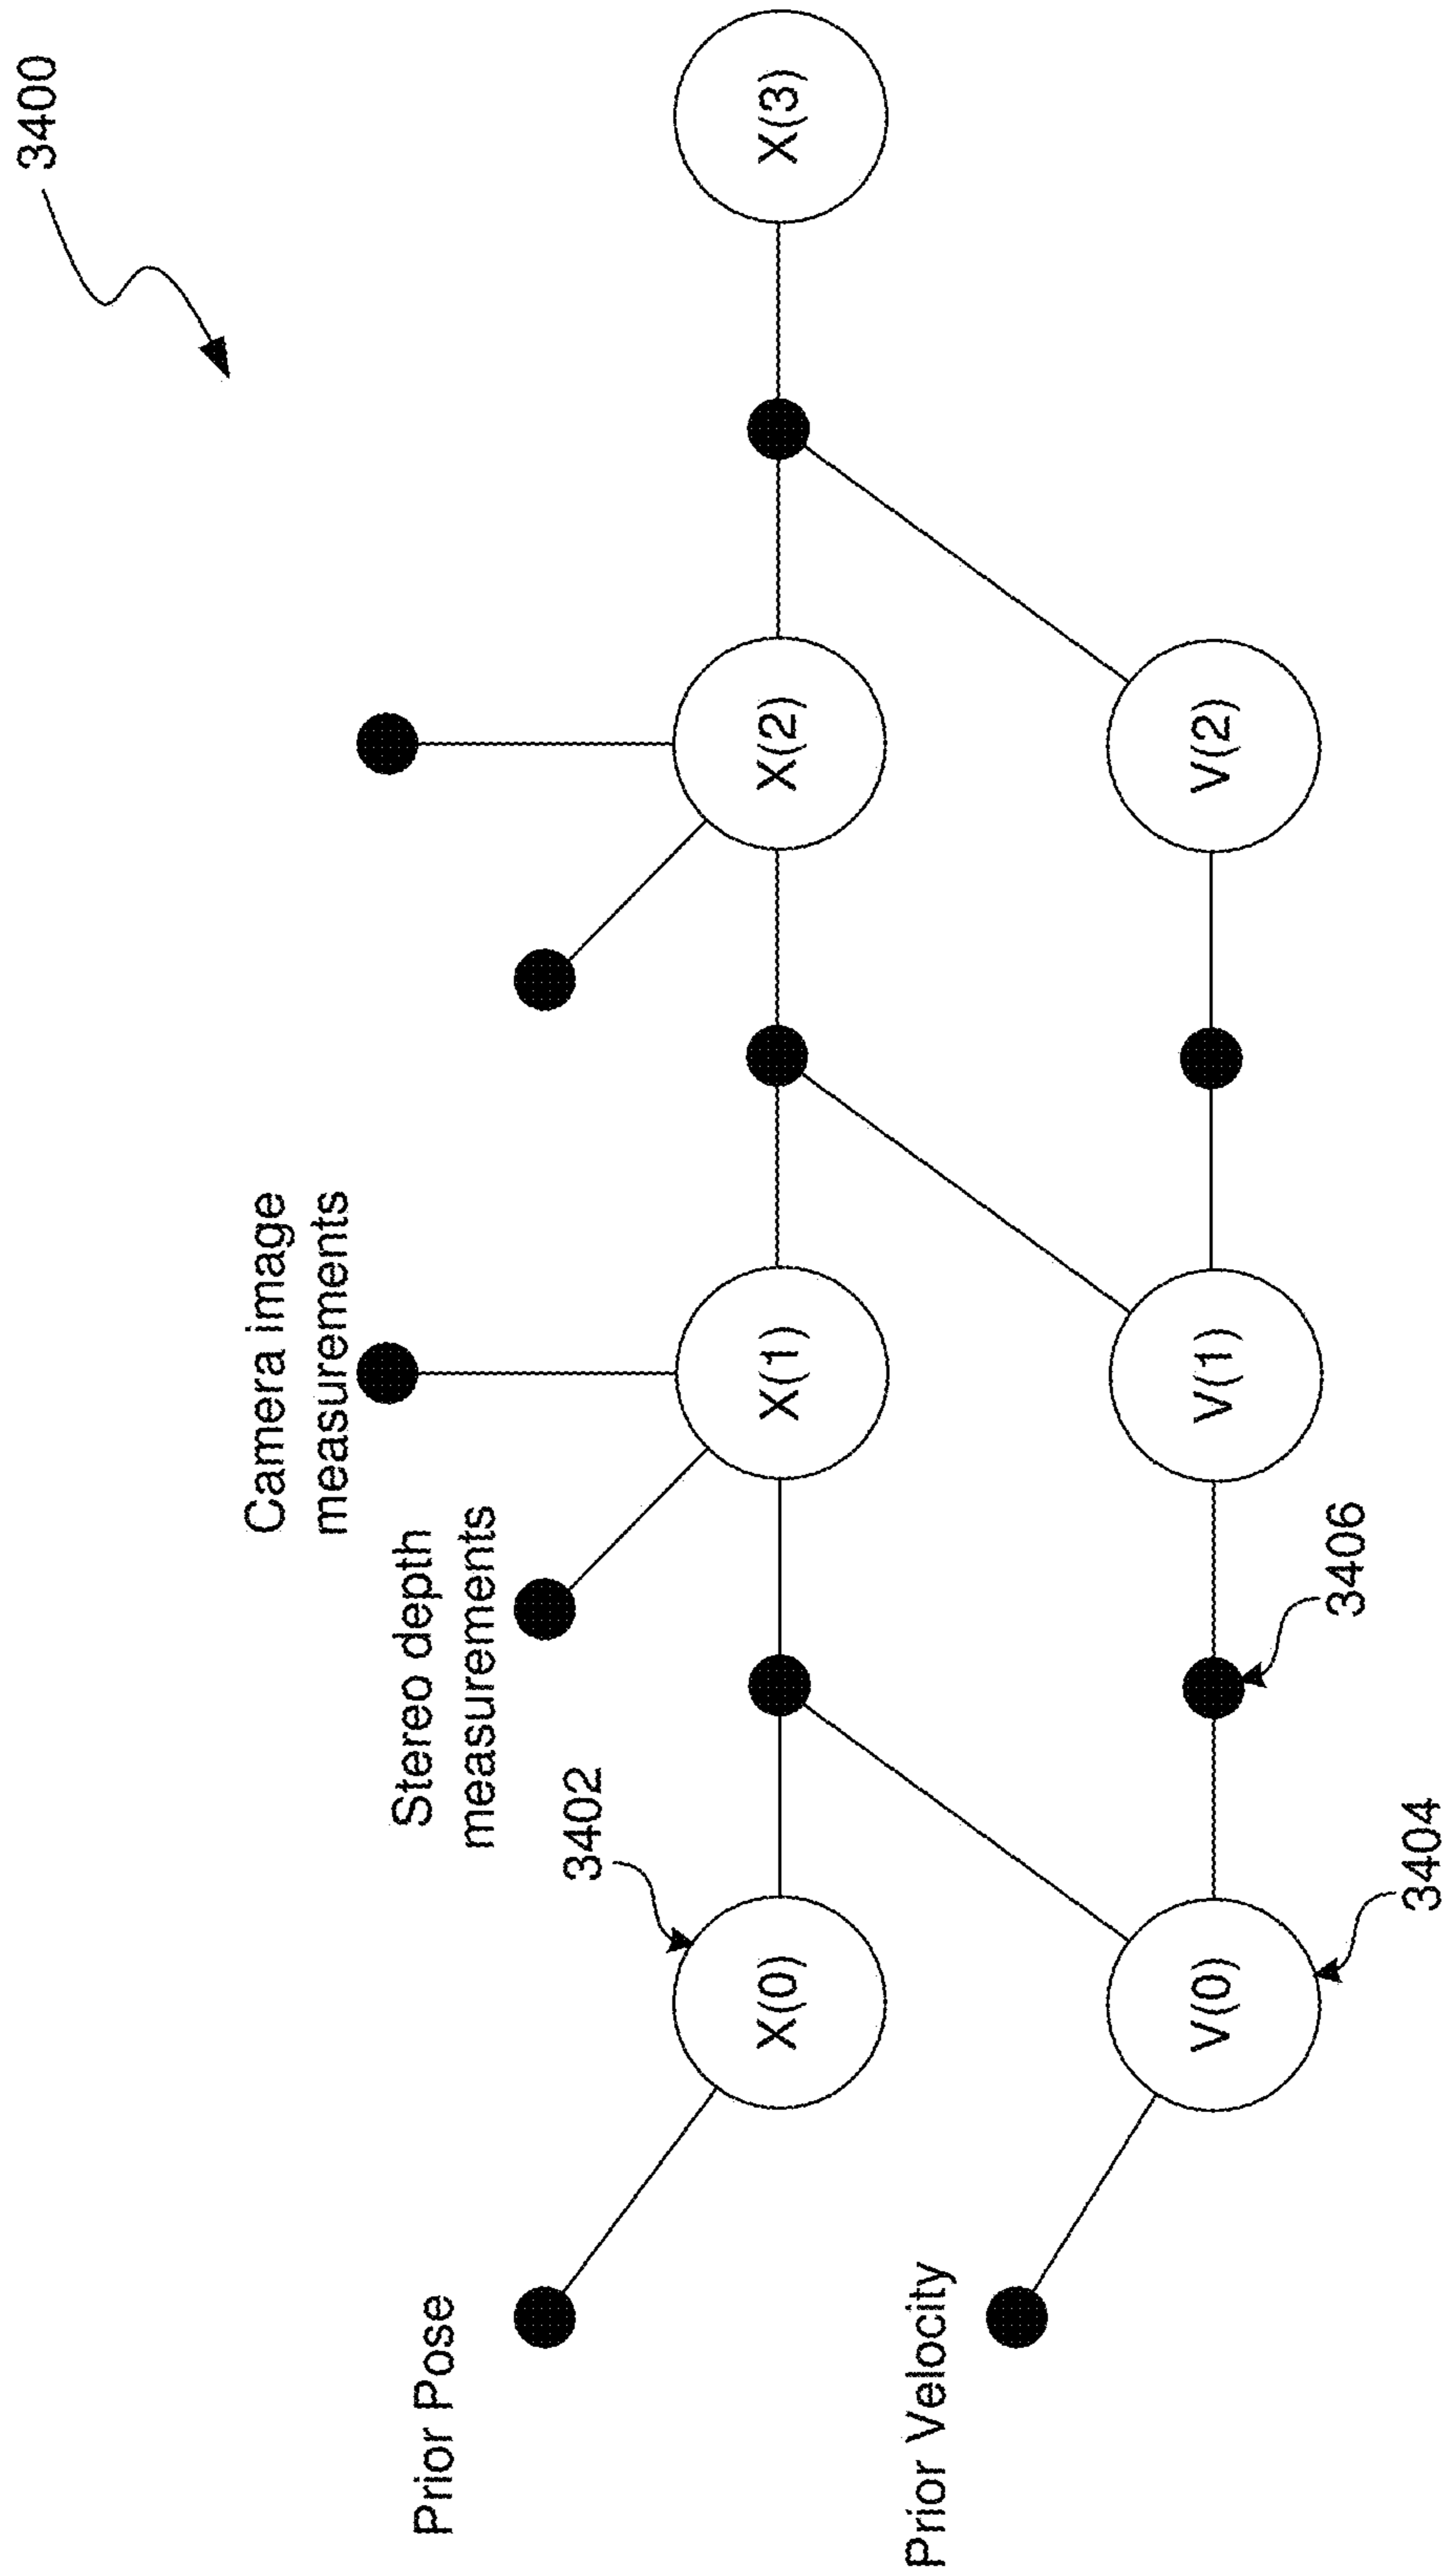 3400
Camera image
measurements
Stereo depth
measurements
Prior Pose
3402
X(0)
X(1)
X(2)
X(3)
Prior Velocity
V(0)
V(1)
V(2)
3404
3406